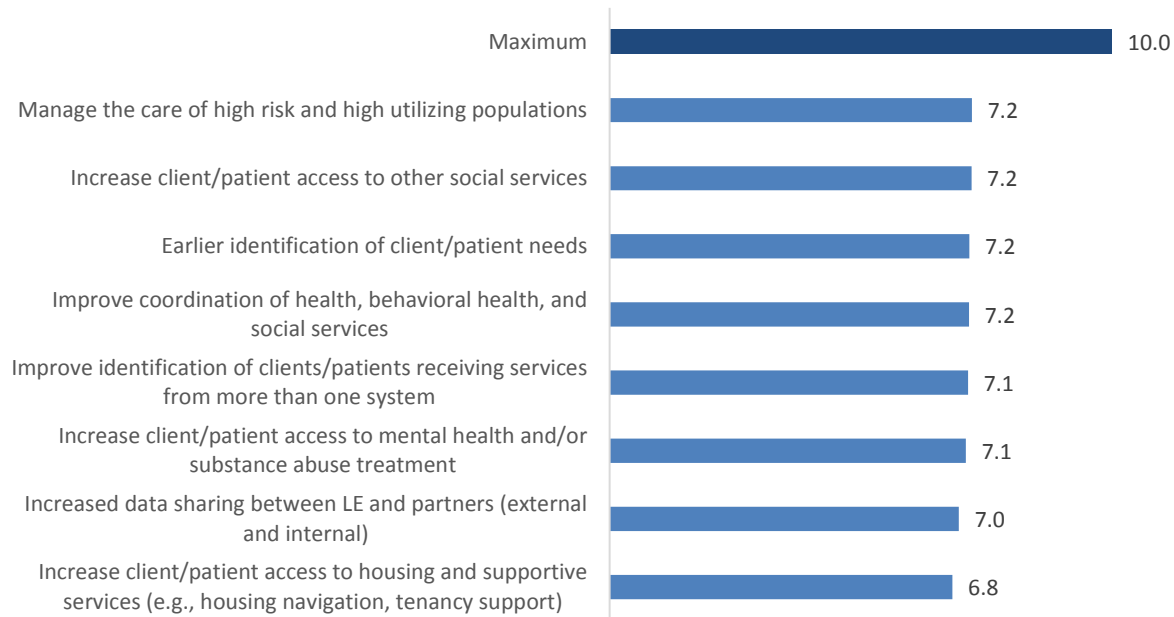 Maximum
10.0
Manage the care of high risk and high utilizing populations
7.2
Increase client/patient access to other social services
7.2
Earlier identification of client/patient needs
7.2
Improve coordination of health, behavioral health, and
social services
7.2
Improve identification of clients/patients receiving services
from more than one system
7.1
Increase client/patient access to mental health and/or
substance abuse treatment
7.1
Increased data sharing between LE and partners (external
and internal)
7.0
Increase client/patient access to housing and supportive
services (e.g., housing navigation, tenancy support)
6.8